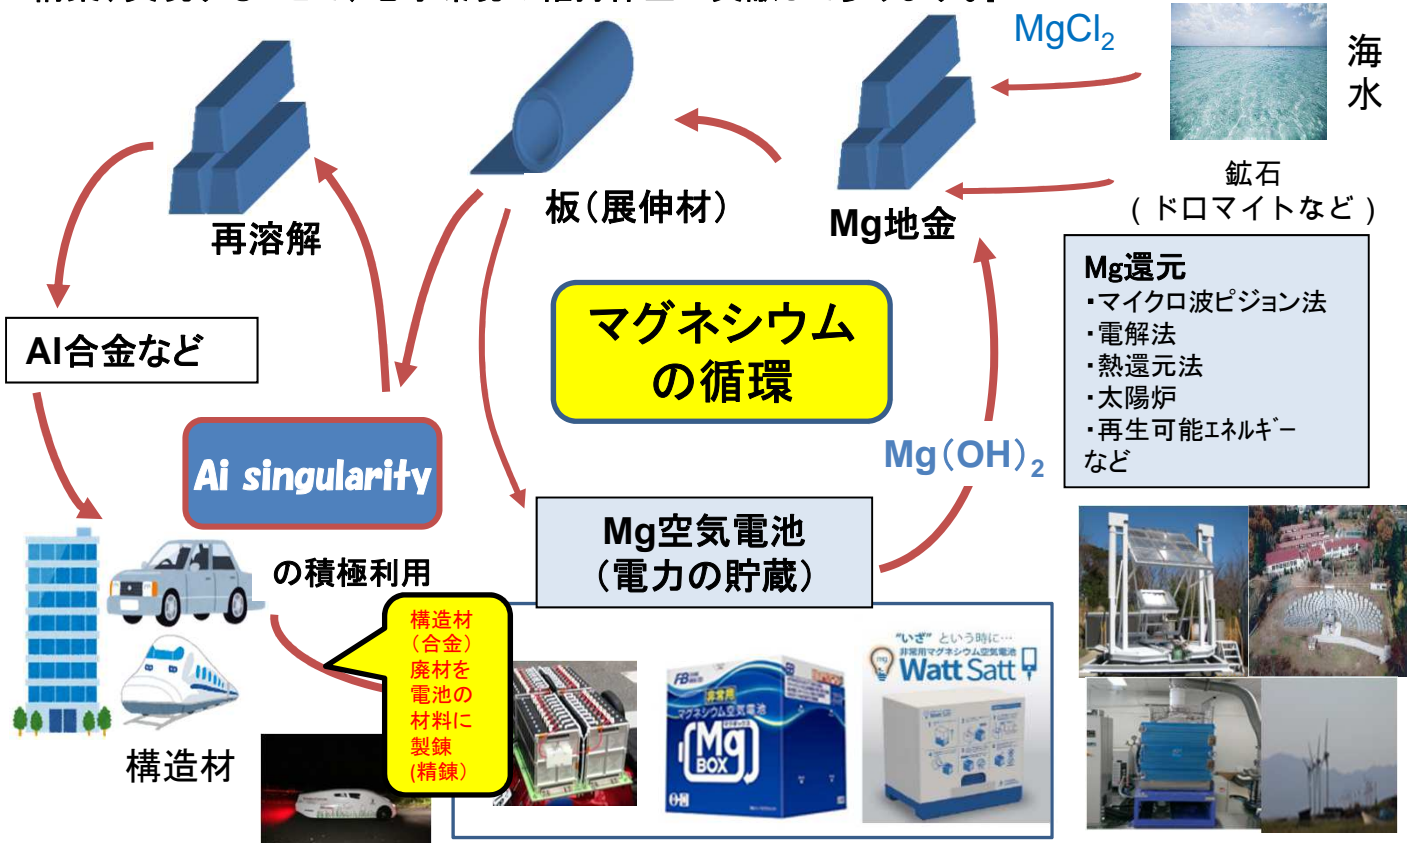 MgCl2
海水
鉱石
(ドロマイトなど)
Mg地金
板(展伸材)
再溶解
Mg還元
・マイクロ波ピジョン法
・電解法
・熱還元法
・太陽炉
・再生可能エネルギー
など
マグネシウム
の循環
Al合金など
Ai singularity
の積極利用
Mg(OH)2
Mg空気電池
(電力の貯蔵)
構造材
(合金)
廃材を
電池の
材料に
製錬
(精錬)
構造材
FB
非常用
マグネシウム空気電池
Mg
BOX
"いざ"という時に…
非常用マグネシウム空気電池
mg
Watt Satt